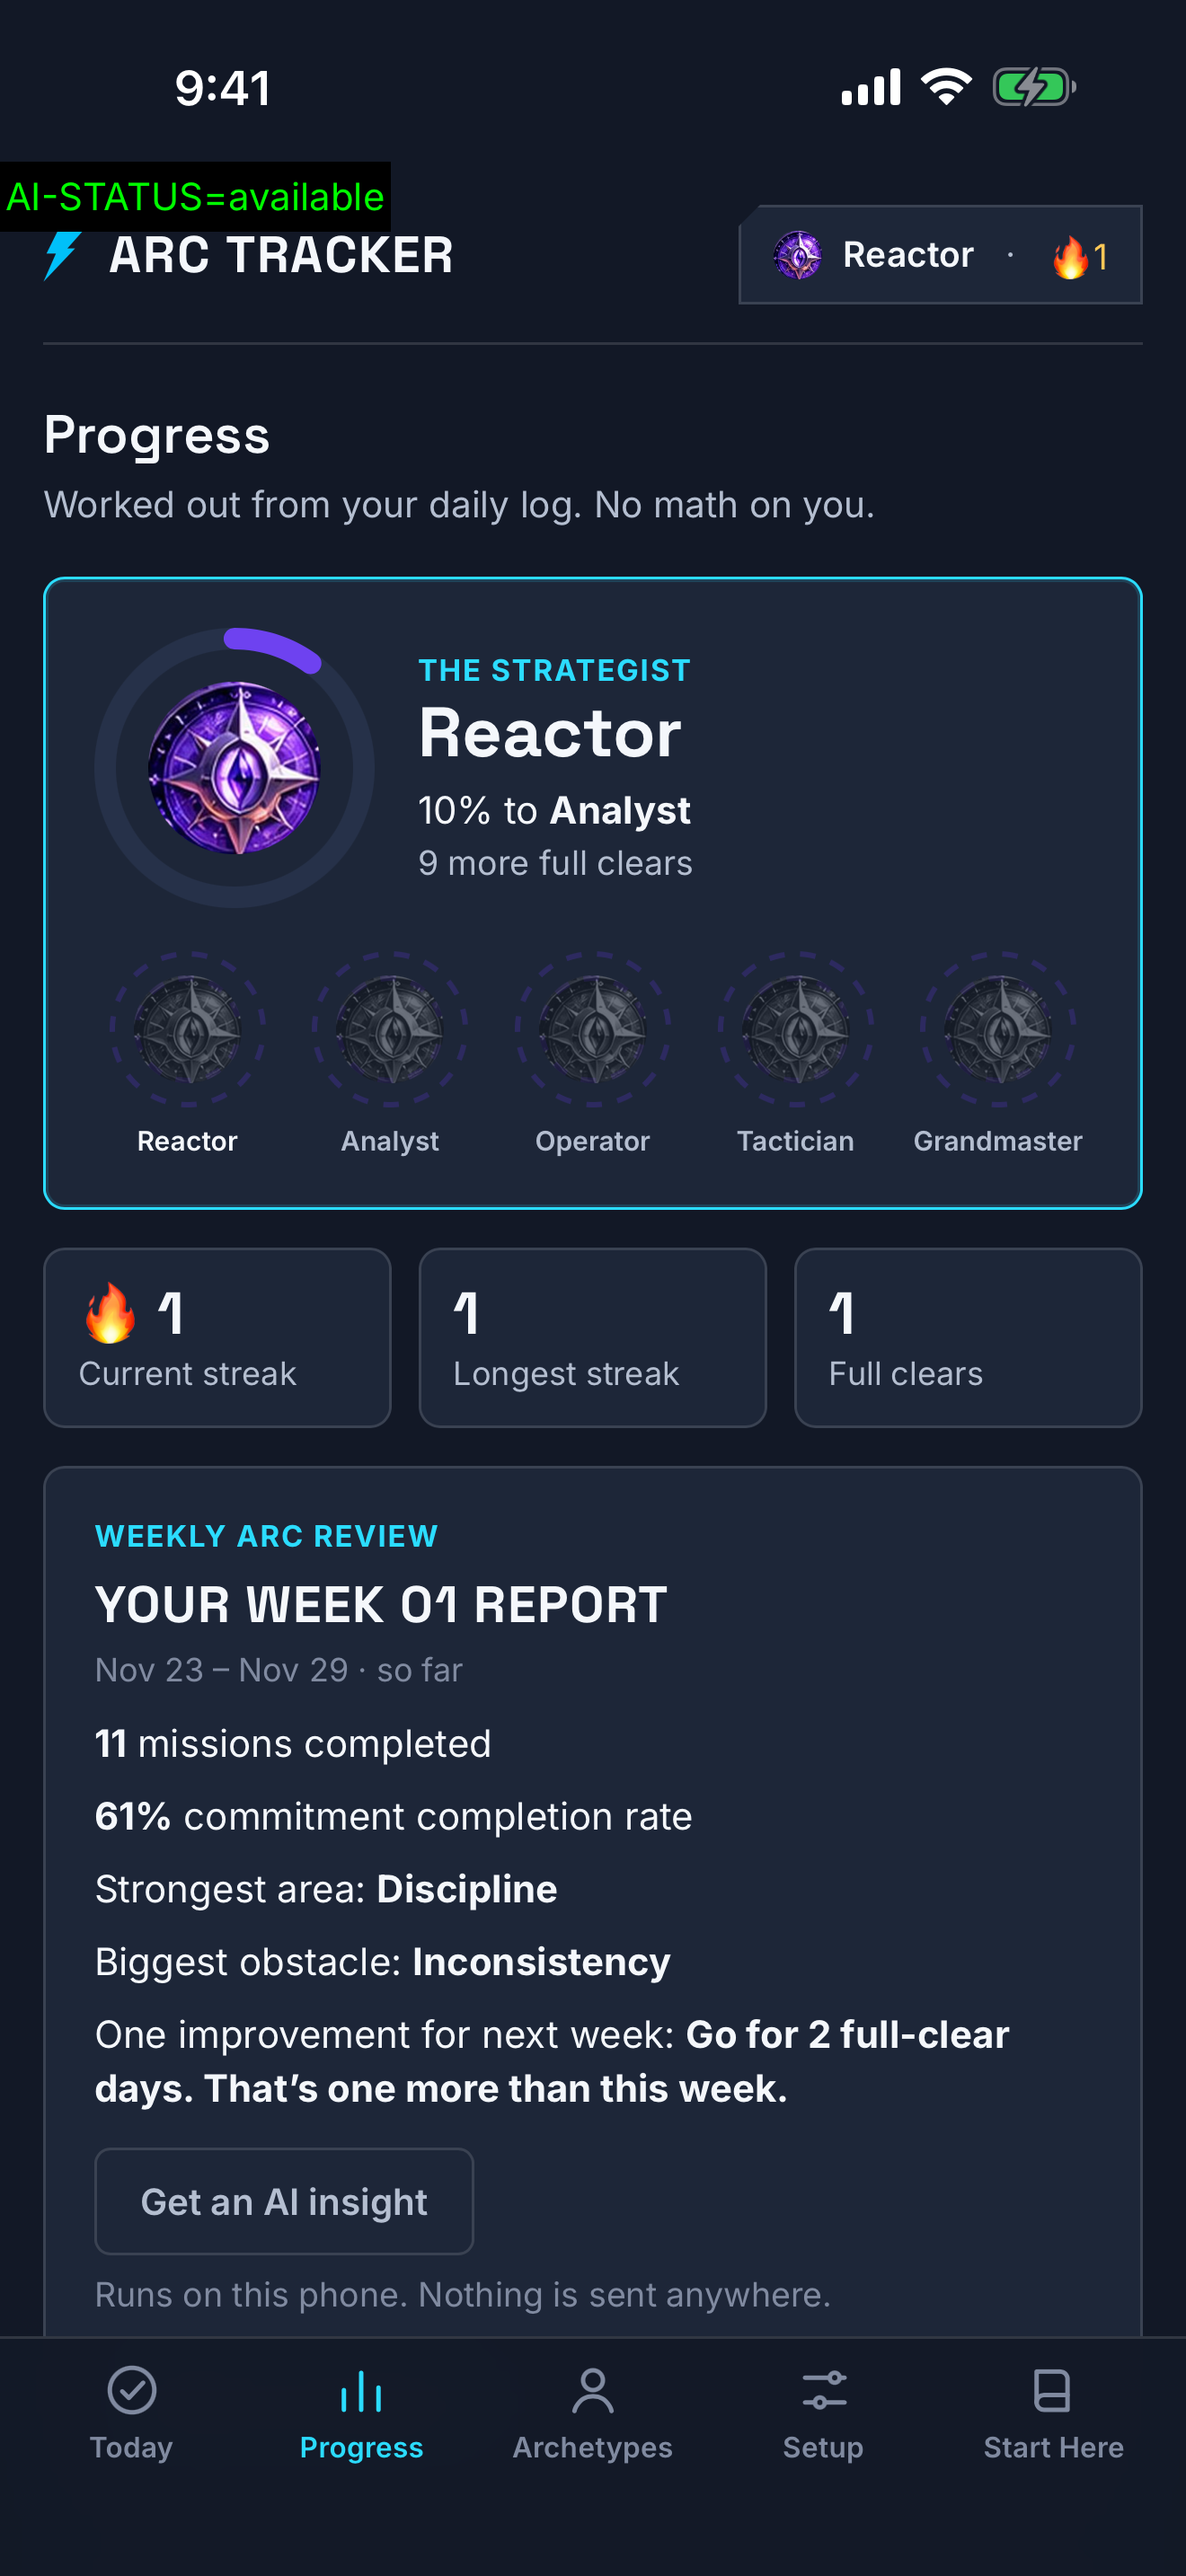 9:41
AI-STATUS=available
ARC TRACKER
Reactor · 🔥1
Progress
Worked out from your daily log. No math on you.
THE STRATEGIST
Reactor
10% to Analyst
9 more full clears
Reactor
Analyst
Operator
Tactician
Grandmaster
🔥 1
Current streak
1
Longest streak
1
Full clears
WEEKLY ARC REVIEW
YOUR WEEK 01 REPORT
Nov 23 – Nov 29 · so far
11 missions completed
61% commitment completion rate
Strongest area: Discipline
Biggest obstacle: Inconsistency
One improvement for next week: Go for 2 full-clear
days. That’s one more than this week.
Get an AI insight
Runs on this phone. Nothing is sent anywhere.
Today
Progress
Archetypes
Setup
Start Here